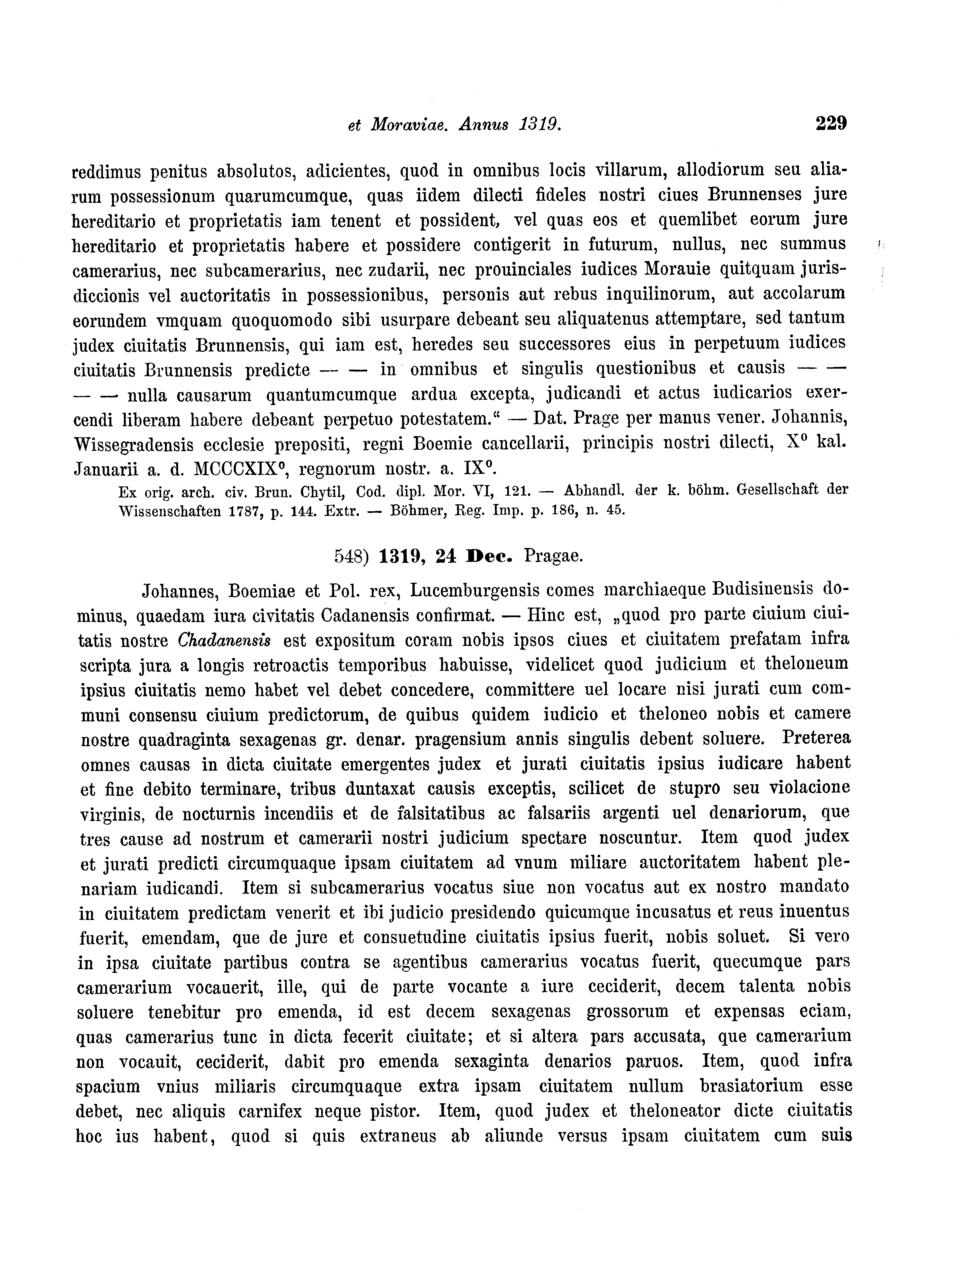 et Moraviae. Annus 1319. 229
reddimus penitus absolutos, adicientes, quod in omnibus locis villarum, allodiorum seu alia-
rum possessionum quarumcumque, quas iidem dilecti fideles nostri ciues Brunnenses jure
hereditario et proprietatis iam tenent et possident, vel quas eos et quemlibet eorum jure
hereditario et proprietatis habere et possidere contigerit in futurum, nullus, nec summus
camerarius, nec subcamerarius, nec zudarii, nec prouinciales iudices Morauie quitquam juris-
diccionis vel auctoritatis in possessionibus, personis aut rebus inquilinorum, aut accolarum
eorundem vmquam quoquomodo sibi usurpare debeant seu aliquatenus attemptare, sed tantum
judex ciuitatis Brunnensis, qui iam est, heredes seu successores eius in perpetuum iudices
ciuitatis Brunnensis predicte — — in omnibus et singulis questionibus et causis — —
— — nulla causarum quantumcumque ardua excepta, judicandi et actus iudicarios exer-
cendi liberam habere debeant perpetuo potestatem.“ — Dat. Prage per manus vener. Johannis,
Wissegradensis ecclesie prepositi, regni Boemie cancellarii, principis nostri dilecti, X⁰ kal.
Januarii a. d. MCCCXIX⁰, regnorum nostr. a. IX⁰.
Ex orig. arch. civ. Brun. Chytil, Cod. dipl. Mor. VI, 121. — Abhandl. der k. böhm. Gesellschaft der
Wissenschaften 1787, p. 144. Extr. — Böhmer, Reg. Imp. p. 186, n. 45.
548) 1319, 24 Dec. Pragae.
Johannes, Boemiae et Pol. rex, Lucemburgensis comes marchiaeque Budisinensis do-
minus, quaedam iura civitatis Cadanensis confirmat. — Hinc est, „quod pro parte ciuium ciui-
tatis nostre Chadanensis est expositum coram nobis ipsos ciues et ciuitatem prefatam infra
scripta jura a longis retroactis temporibus habuisse, videlicet quod judicium et theloneum
ipsius ciuitatis nemo habet vel debet concedere, committere uel locare nisi jurati cum com-
muni consensu ciuium predictorum, de quibus quidem iudicio et theloneo nobis et camere
nostre quadraginta sexagenas gr. denar. pragensium annis singulis debent soluere. Preterea
omnes causas in dicta ciuitate emergentes judex et jurati ciuitatis ipsius iudicare habent
et fine debito terminare, tribus duntaxat causis exceptis, scilicet de stupro seu violacione
virginis, de nocturnis incendiis et de falsitatibus ac falsariis argenti uel denariorum, que
tres cause ad nostrum et camerarii nostri judicium spectare noscuntur. Item quod judex
et jurati predicti circumquaque ipsam ciuitatem ad vnum miliare auctoritatem habent ple-
nariam iudicandi. Item si subcamerarius vocatus siue non vocatus aut ex nostro mandato
in ciuitatem predictam venerit et ibi judicio presidendo quicumque incusatus et reus inuentus
fuerit, emendam, que de jure et consuetudine ciuitatis ipsius fuerit, nobis soluet. Si vero
in ipsa ciuitate partibus contra se agentibus camerarius vocatus fuerit, quecumque pars
camerarium vocauerit, ille, qui de parte vocante a iure ceciderit, decem talenta nobis
soluere tenebitur pro emenda, id est decem sexagenas grossorum et expensas eciam,
quas camerarius tunc in dicta fecerit ciuitate; et si altera pars accusata, que camerarium
non vocauit, ceciderit, dabit pro emenda sexaginta denarios paruos. Item, quod infra
spacium vnius miliaris circumquaque extra ipsam ciuitatem nullum brasiatorium esse
debet, nec aliquis carnifex neque pistor. Item, quod judex et theloneator dicte ciuitatis
hoc ius habent, quod si quis extraneus ab aliunde versus ipsam ciuitatem cum suis